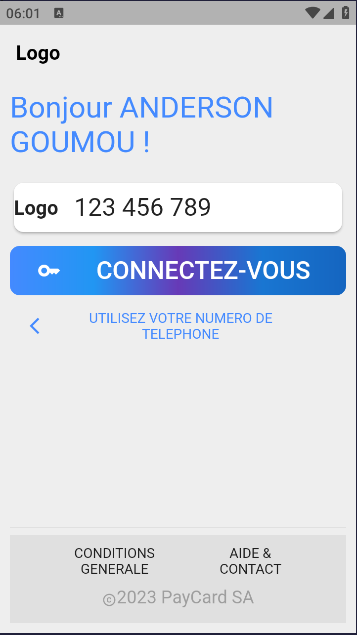 06:01 A
Logo
Bonjour ANDERSON
GOUMOU !
Logo 123 456 789
CONNECTEZ-VOUS
UTILISEZ VOTRE NUMERO DE
TELEPHONE
CONDITIONS
GENERALE
AIDE &
CONTACT
©2023 PayCard SA